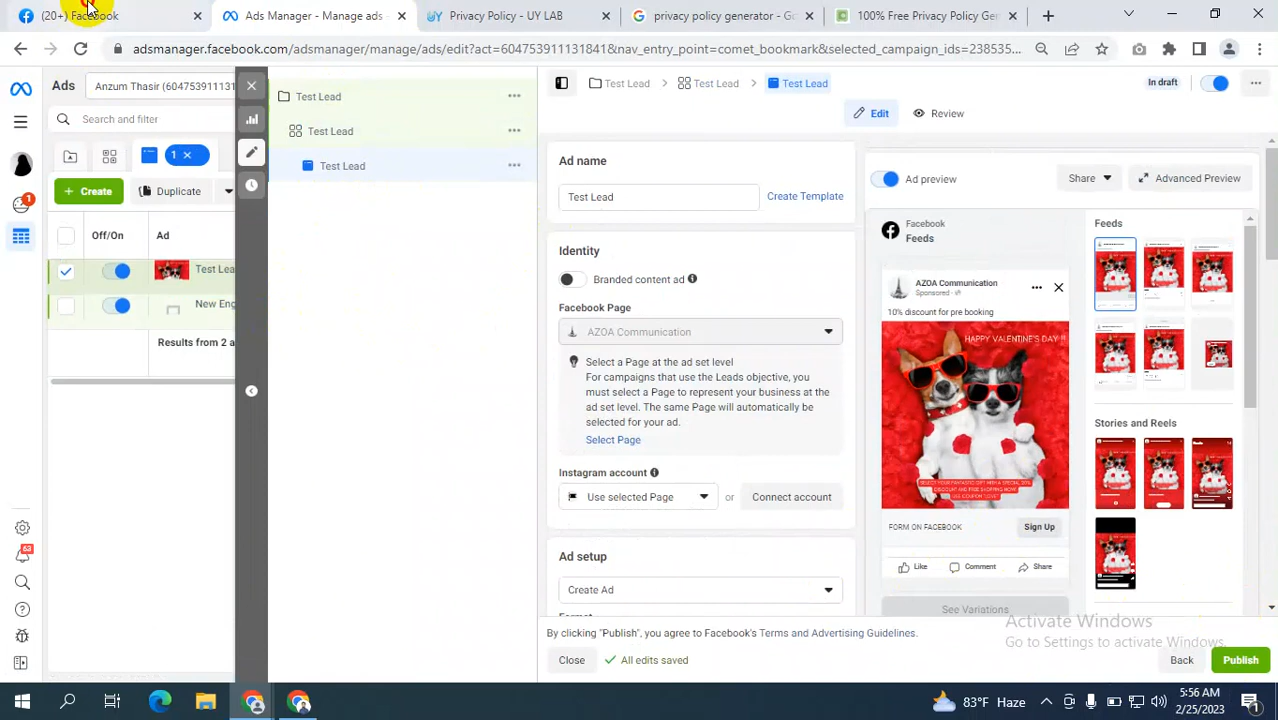 (20+) Facebook
Ads Manager - Manage ads -
Privacy Policy - UY LAB
privacy policy generator - Goo
100% Free Privacy Policy Gene
adsmanager.facebook.com/adsmanager/manage/ads/edit?act=604753911131841&nav_entry_point=comet_bookmark&selected_campaign_ids=238535...
Ads
Anzum Thasir (604753911131
Search and filter
1
Create
Duplicate
Off/On
Ad
Test Lea
New Eng
Results from 2 a
Test Lead
Test Lead
Test Lead
Test Lead
Test Lead
Test Lead
In draft
Edit
Review
Ad name
Test Lead
Create Template
Identity
Branded content ad
Facebook Page
AZOA Communication
Select a Page at the ad set level
For campaigns that use the Leads objective, you
must select a Page to represent your business at the
ad set level. The same Page will automatically be
selected for your ad.
Select Page
Instagram account
Use selected Page
or
Connect account
Ad setup
Create Ad
Format
Ad preview
Share
Advanced Preview
Facebook
Feeds
AZOA Communication
Sponsored
10% discount for pre booking
HAPPY VALENTINE'S DAY !!
USE COUPON "LOVE"
FORM ON FACEBOOK
Sign Up
Like
Comment
Share
See Variations
Feeds
Stories and Reels
Activate Windows
Go to Settings to activate Windows.
By clicking "Publish", you agree to Facebook's Terms and Advertising Guidelines.
Close
All edits saved
Back
Publish
83°F Haze
5:56 AM
2/25/2023
1